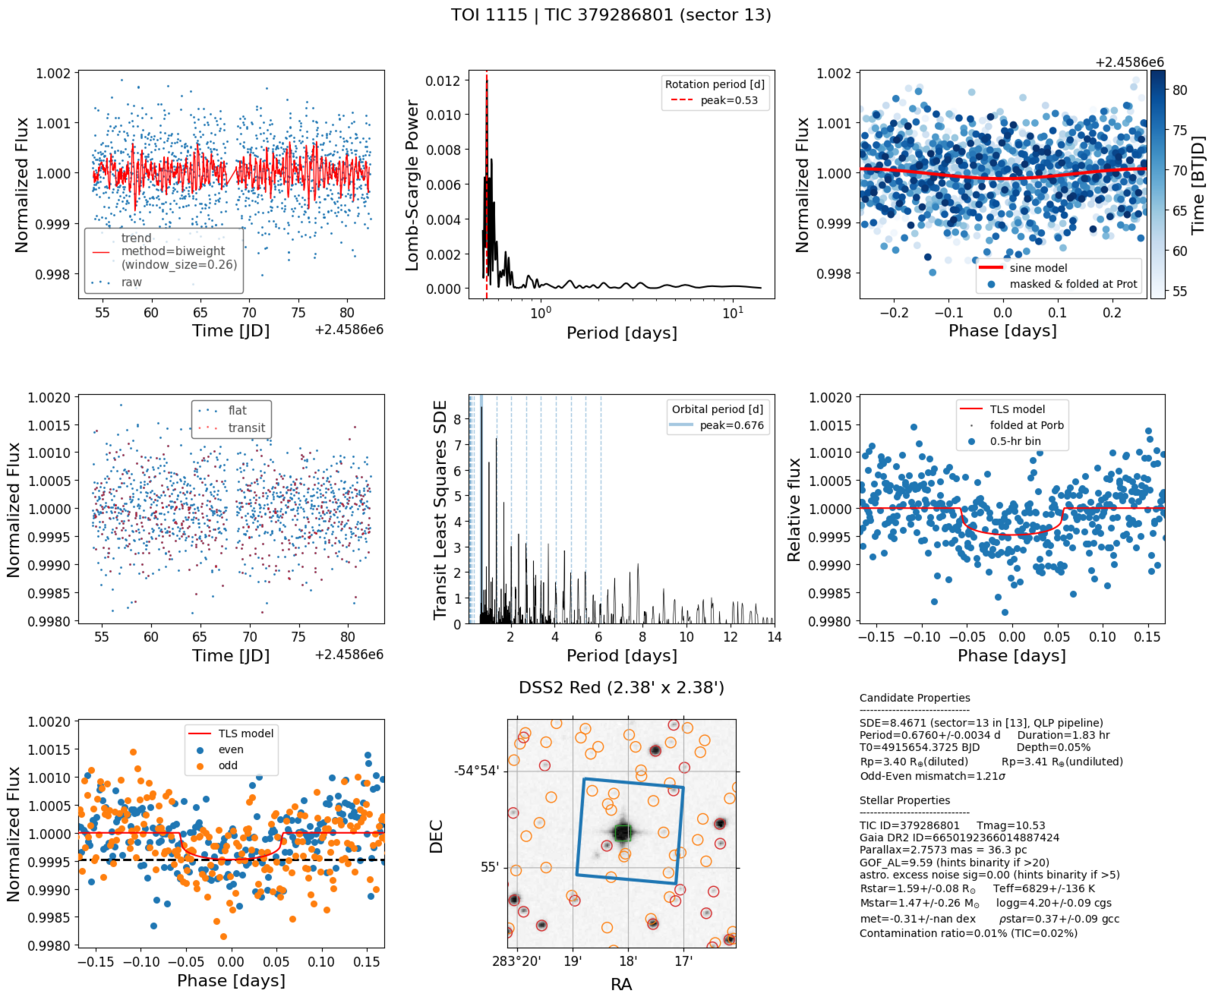 TOI 1115 | TIC 379286801 (sector 13)
1.002
1.001
1.000
0.999
0.998
Normalized Flux
trend
method=biweight
(window_size=0.26)
raw
55 60 65 70 75 80
Time [JD]
+2.4586e6
0.012
0.010
0.008
0.006
0.004
0.002
0.000
Lomb-Scargle Power
Rotation period [d]
peak=0.53
10⁰ 10¹
Period [days]
1.002
1.001
1.000
0.999
0.998
Normalized Flux
sine model
masked & folded at Prot
−0.2 −0.1 0.0 0.1 0.2
Phase [days]
+2.4586e6
80
75
70
65
60
55
Time [BTJD]
1.0020
1.0015
1.0010
1.0005
1.0000
0.9995
0.9990
0.9985
0.9980
Normalized Flux
flat
transit
55 60 65 70 75 80
Time [JD]
+2.4586e6
8
7
6
5
4
3
2
1
0
Transit Least Squares SDE
Orbital period [d]
peak=0.676
2 4 6 8 10 12 14
Period [days]
1.0020
1.0015
1.0010
1.0005
1.0000
0.9995
0.9990
0.9985
0.9980
Relative flux
TLS model
folded at Porb
0.5-hr bin
−0.15 −0.10 −0.05 0.00 0.05 0.10 0.15
Phase [days]
1.0020
1.0015
1.0010
1.0005
1.0000
0.9995
0.9990
0.9985
0.9980
Normalized Flux
TLS model
even
odd
−0.15 −0.10 −0.05 0.00 0.05 0.10 0.15
Phase [days]
DSS2 Red (2.38' x 2.38')
-54°54'
55'
DEC
283°20' 19' 18' 17'
RA
Candidate Properties
------------------------------
SDE=8.4671 (sector=13 in [13], QLP pipeline)
Period=0.6760+/-0.0034 d Duration=1.83 hr
T0=4915654.3725 BJD Depth=0.05%
Rp=3.40 R⊕(diluted) Rp=3.41 R⊕(undiluted)
Odd-Even mismatch=1.21σ
Stellar Properties
------------------------------
TIC ID=379286801 Tmag=10.53
Gaia DR2 ID=6650192366014887424
Parallax=2.7573 mas = 36.3 pc
GOF_AL=9.59 (hints binarity if >20)
astro. excess noise sig=0.00 (hints binarity if >5)
Rstar=1.59+/-0.08 R☉ Teff=6829+/-136 K
Mstar=1.47+/-0.26 M☉ logg=4.20+/-0.09 cgs
met=-0.31+/-nan dex ρstar=0.37+/-0.09 gcc
Contamination ratio=0.01% (TIC=0.02%)